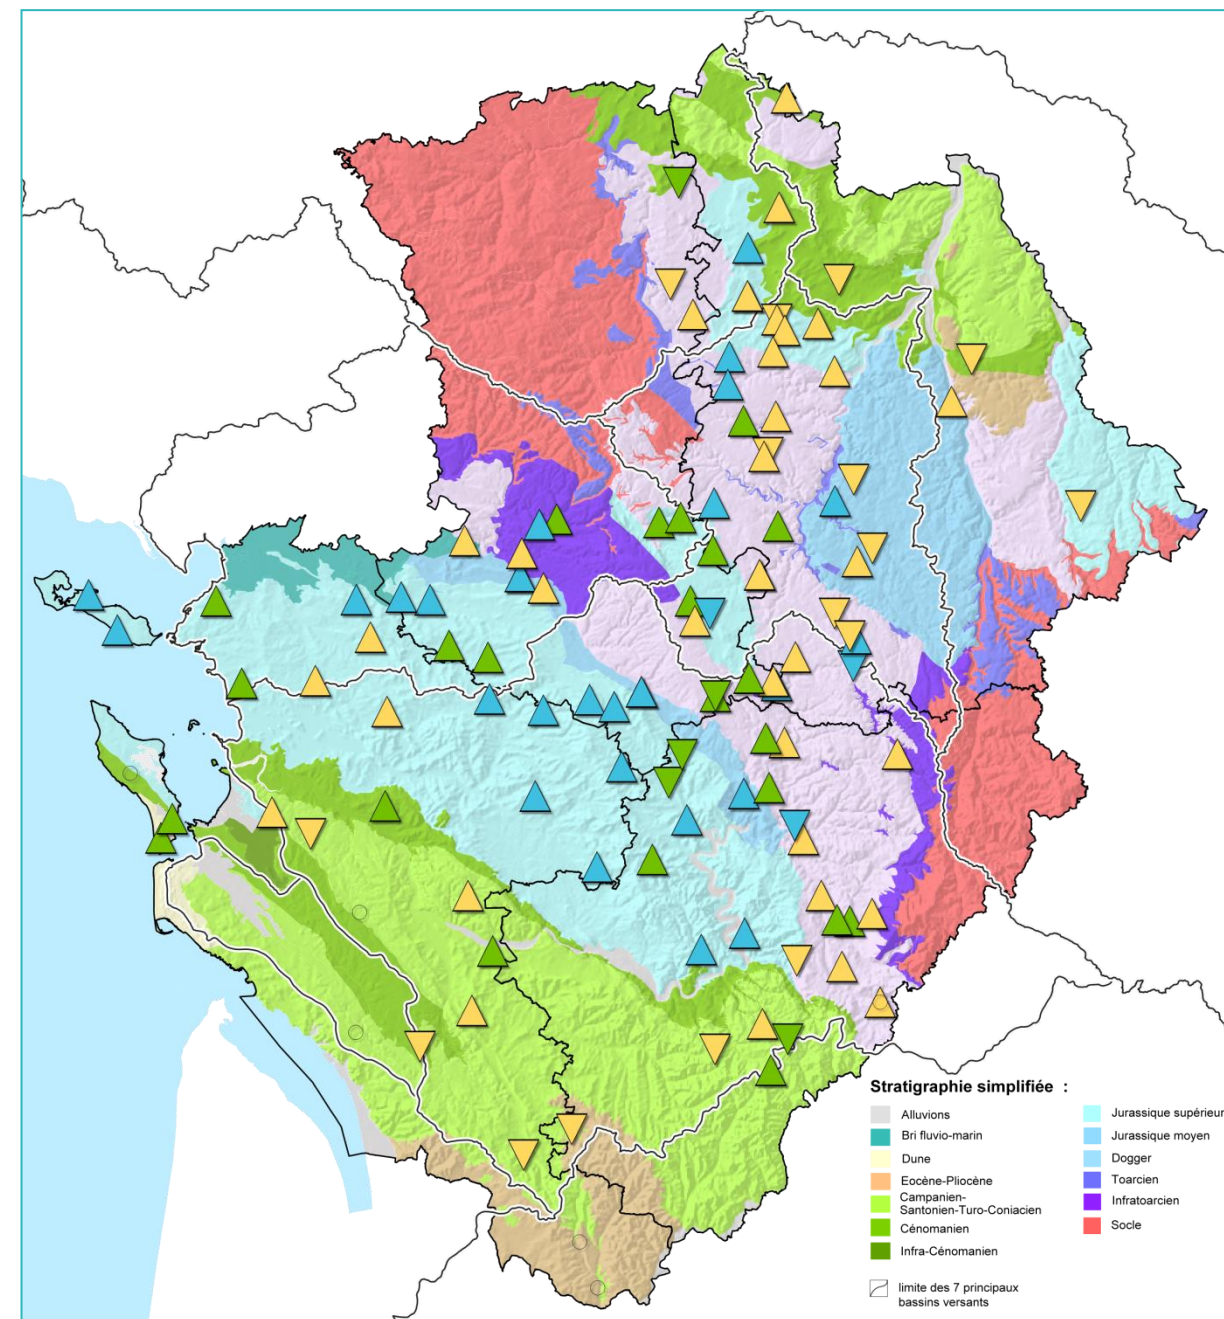 Stratigraphie simplifiée :
Alluvions
Bri fluvio-marin
Dune
Eocène-Pliocène
Campanien-
Santonien-Turo-Coniacien
Cénomanien
Infra-Cénomanien
limite des 7 principaux
bassins versants
Jurassique supérieur
Jurassique moyen
Dogger
Toarcien
Infratoarcien
Socle